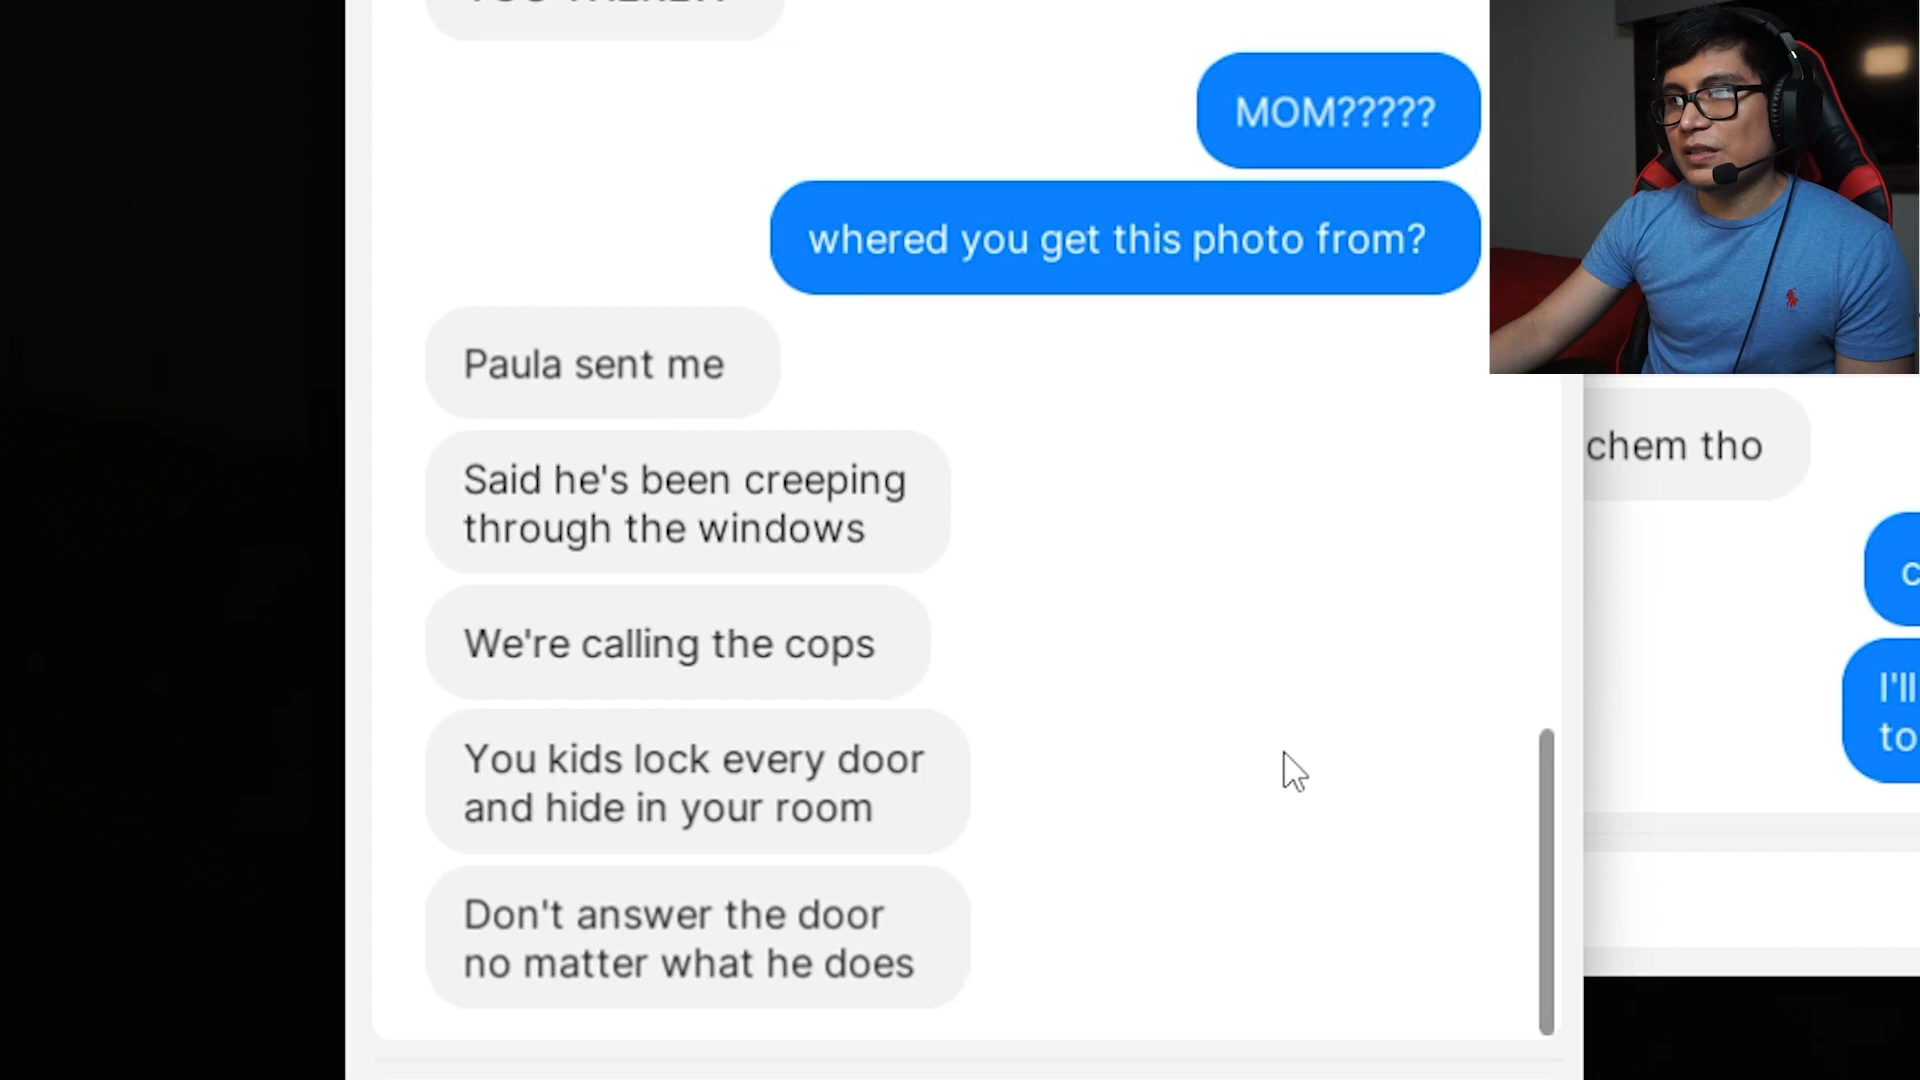 MOM?????
whered you get this photo from?
Paula sent me
Said he's been creeping
through the windows
We're calling the cops
You kids lock every door
and hide in your room
Don't answer the door
no matter what he does
chem tho
c
I'll
to